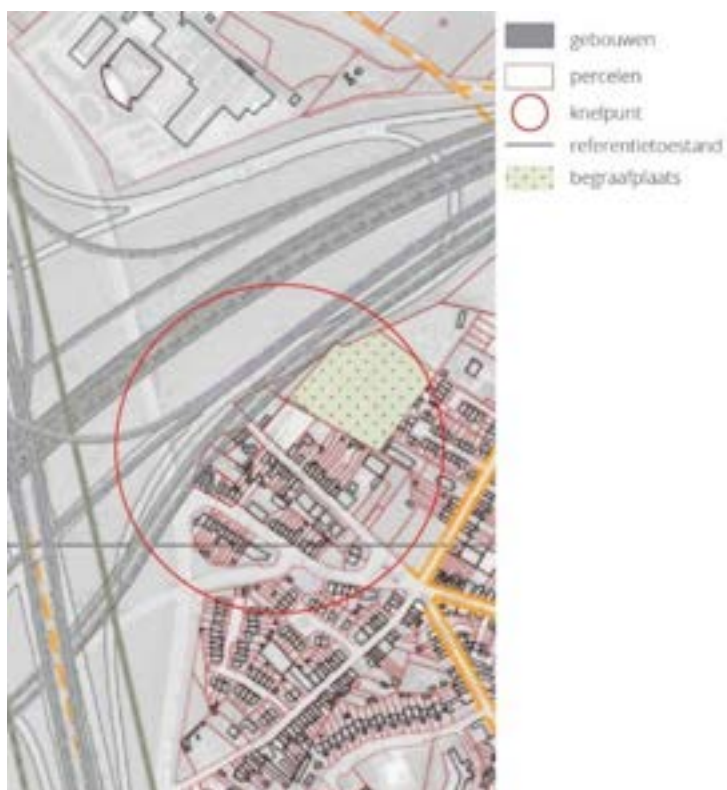 gebouwen
percelen
knelpunt
referentietoestand
begraafplaats